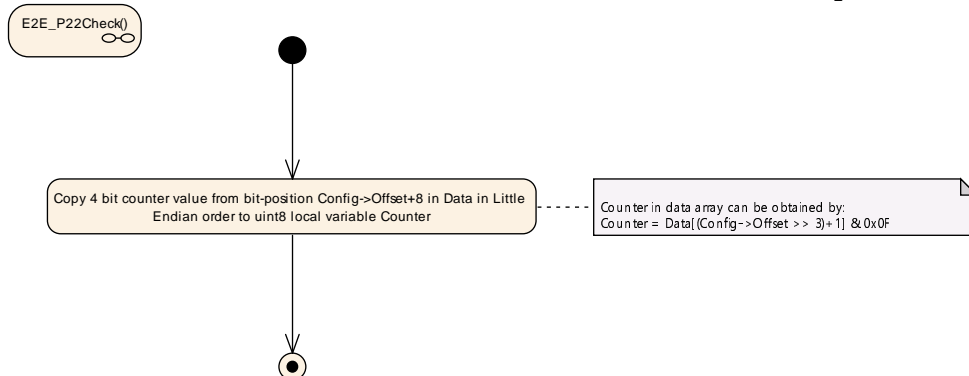 E2E_P22Check()
Copy 4 bit counter value from bit-position Config->Offset+8 in Data in Little
Endian order to uint8 local variable Counter
Counter in data array can be obtained by:
Counter = Data[(Config->Offset >> 3)+1] & 0x0F